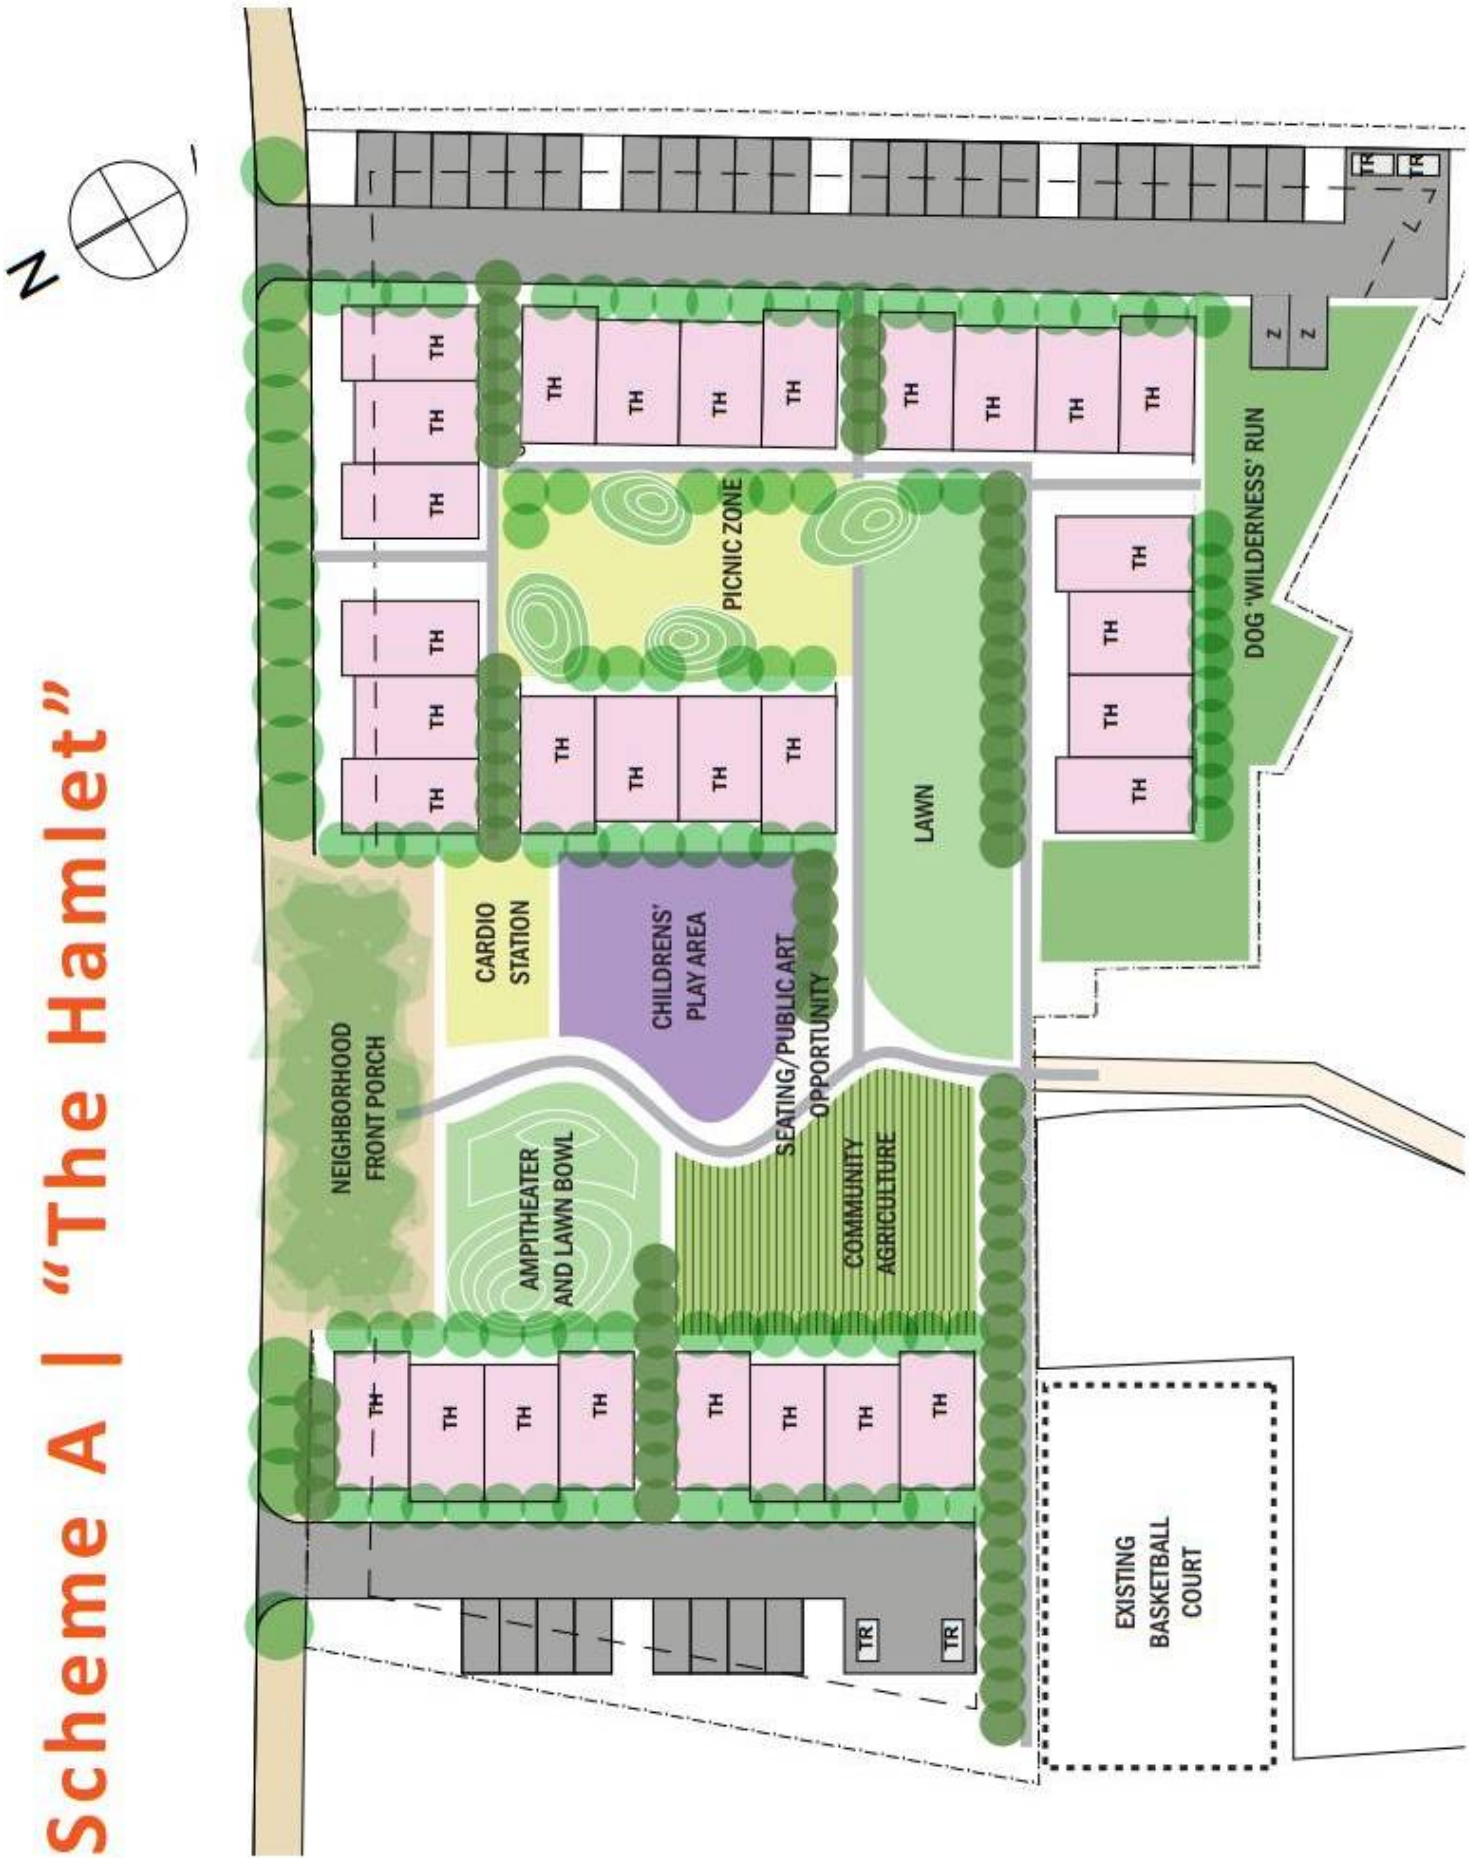 N
Scheme A | “The Hamlet”
TH
NEIGHBORHOOD
FRONT PORCH
TH
TH
TH
TH
TH
TH
TH
CARDIO
STATION
TH
AMPITHEATER
AND LAWN BOWL
TH
TH
TH
TH
TH
CHILDRENS'
PLAY AREA
TH
TH
TH
PICNIC ZONE
TH
TH
TH
SEATING/PUBLIC ART
OPPORTUNITY
TH
TR
COMMUNITY
AGRICULTURE
TH
LAWN
TH
TR
TH
TH
TH
TH
TH
TH
TH
EXISTING
BASKETBALL
COURT
DOG 'WILDERNESS' RUN
Z
Z
TR
TR